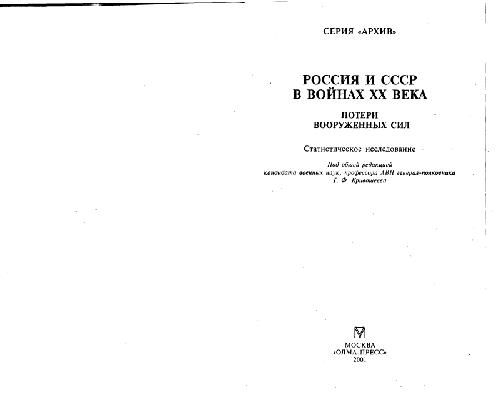 СЕРИЯ «АРХИВ»
РОССИЯ И СССР
В ВОЙНАХ XX ВЕКА
ПОТЕРИ
ВООРУЖЕННЫХ СИЛ
Статистическое исследование
Под общей редакцией
кандидата военных наук, профессора АВН генерал-полковника
Г. Ф. Кривошеева
МОСКВА
«ОЛМА-ПРЕСС»
2001